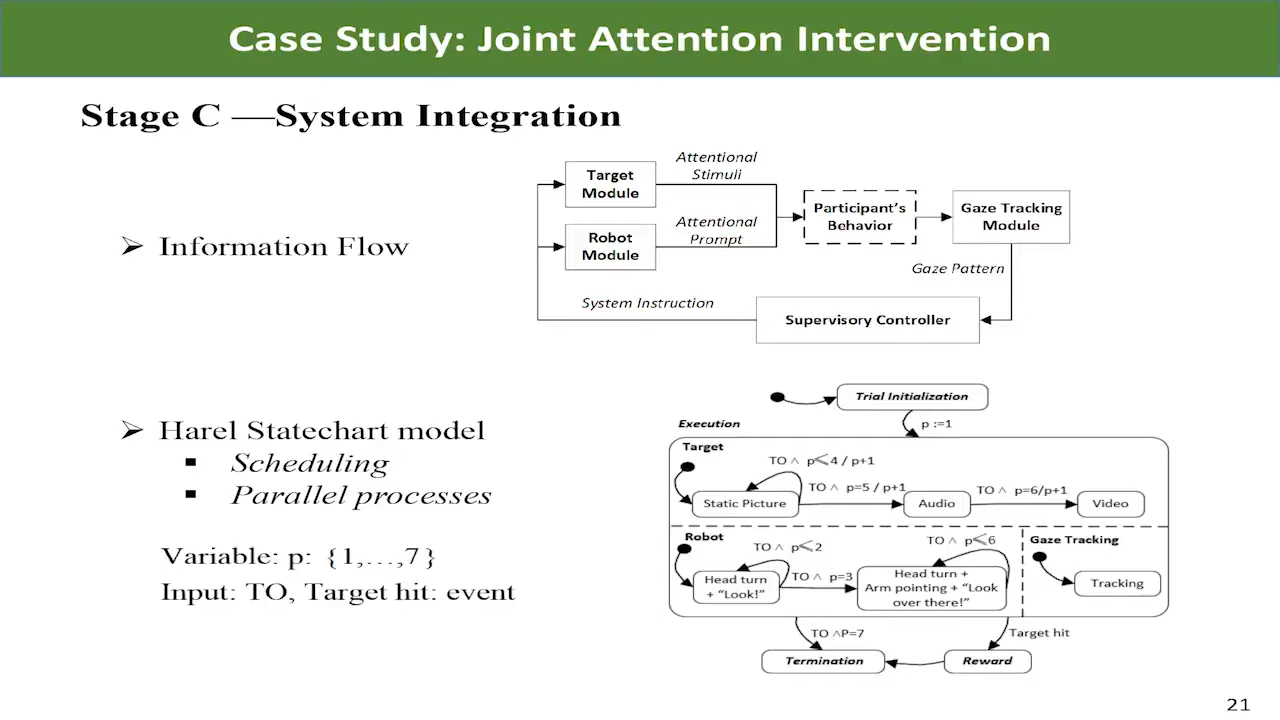 Case Study: Joint Attention Intervention
Stage C —System Integration
➢ Information Flow
Target
Module
Attentional
Stimuli
Robot
Module
Attentional
Prompt
Participant's
Behavior
Gaze Tracking
Module
Gaze Pattern
System Instruction
Supervisory Controller
➢ Harel Statechart model
▪ Scheduling
▪ Parallel processes
Variable: p: {1,…,7}
Input: TO, Target hit: event
Trial Initialization
p :=1
Execution
Target
TO ∧ p⩽4 / p+1
TO ∧ p=5 / p+1
TO ∧ p=6/p+1
Static Picture
Audio
Video
Robot
TO ∧ p⩽2
TO ∧ p⩽6
Gaze Tracking
Head turn
+ “Look!”
TO ∧ p=3
Head turn +
Arm pointing + “Look
over there!”
Tracking
TO ∧P=7
Target hit
Termination
Reward
21